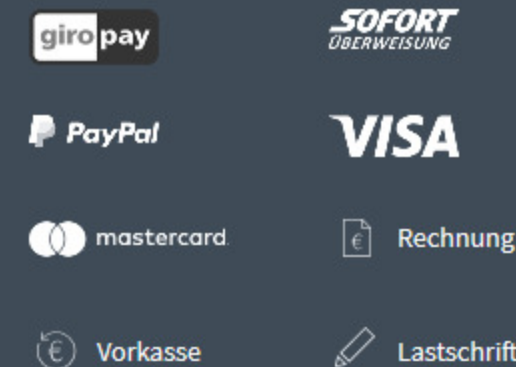 giropay
SOFORT
ÜBERWEISUNG
PayPal
VISA
mastercard.
€ Rechnung
€ Vorkasse
Lastschrift